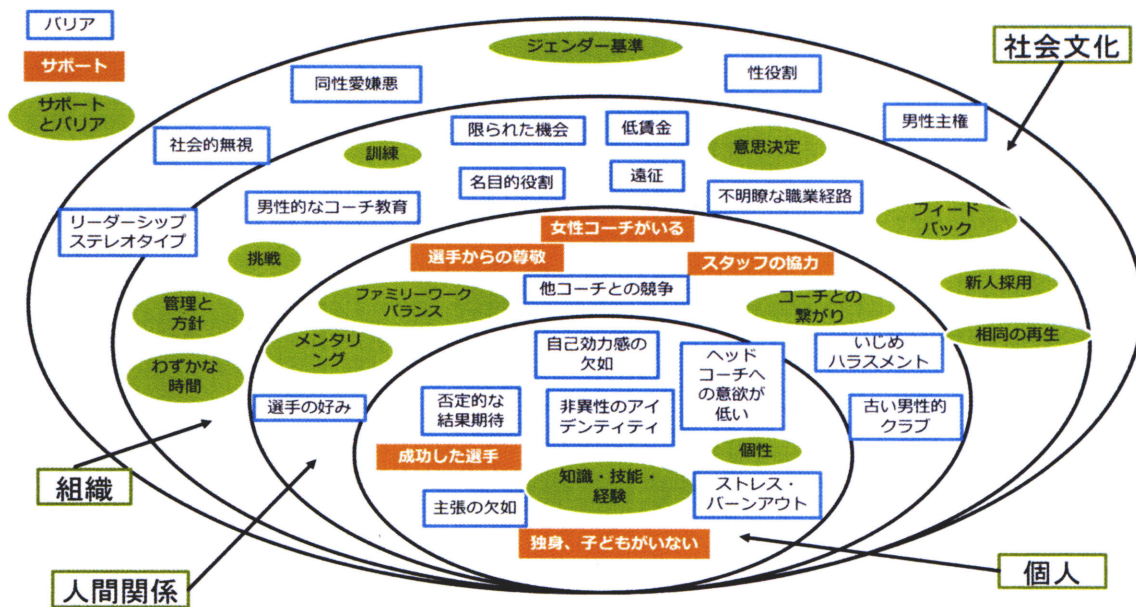 バリア
サポート
サポート
とバリア
ジェンダー基準
社会文化
同性愛嫌悪
性役割
社会的無視
限られた機会
低賃金
男性主権
訓練
意思決定
名目的役割
遠征
不明瞭な職業経路
男性的なコーチ教育
リーダーシップ
ステレオタイプ
フィード
バック
女性コーチがいる
選手からの尊敬
スタッフの協力
挑戦
他コーチとの競争
新人採用
ファミリーワーク
バランス
コーチとの
繋がり
管理と
方針
相同の再生
メンタリ
ング
自己効力感の
欠如
ヘッド
コーチへ
の意欲が
低い
いじめ
ハラスメント
わずかな
時間
選手の好み
否定的な
結果期待
非異性のアイ
デンティティ
古い男性的
クラブ
成功した選手
個性
組織
知識・技能・
経験
ストレス・
バーンアウト
主張の欠如
独身、子どもがいない
人間関係
個人